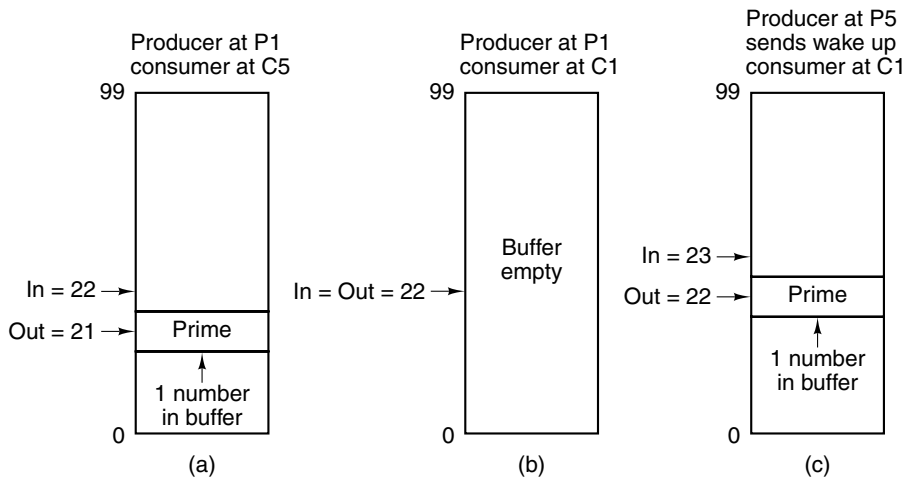 Producer at P1
consumer at C5
99
In = 22
Out = 21
Prime
1 number
in buffer
0
(a)
Producer at P1
consumer at C1
99
Buffer
empty
In = Out = 22
0
(b)
Producer at P5
sends wake up
consumer at C1
99
In = 23
Out = 22
Prime
1 number
in buffer
0
(c)